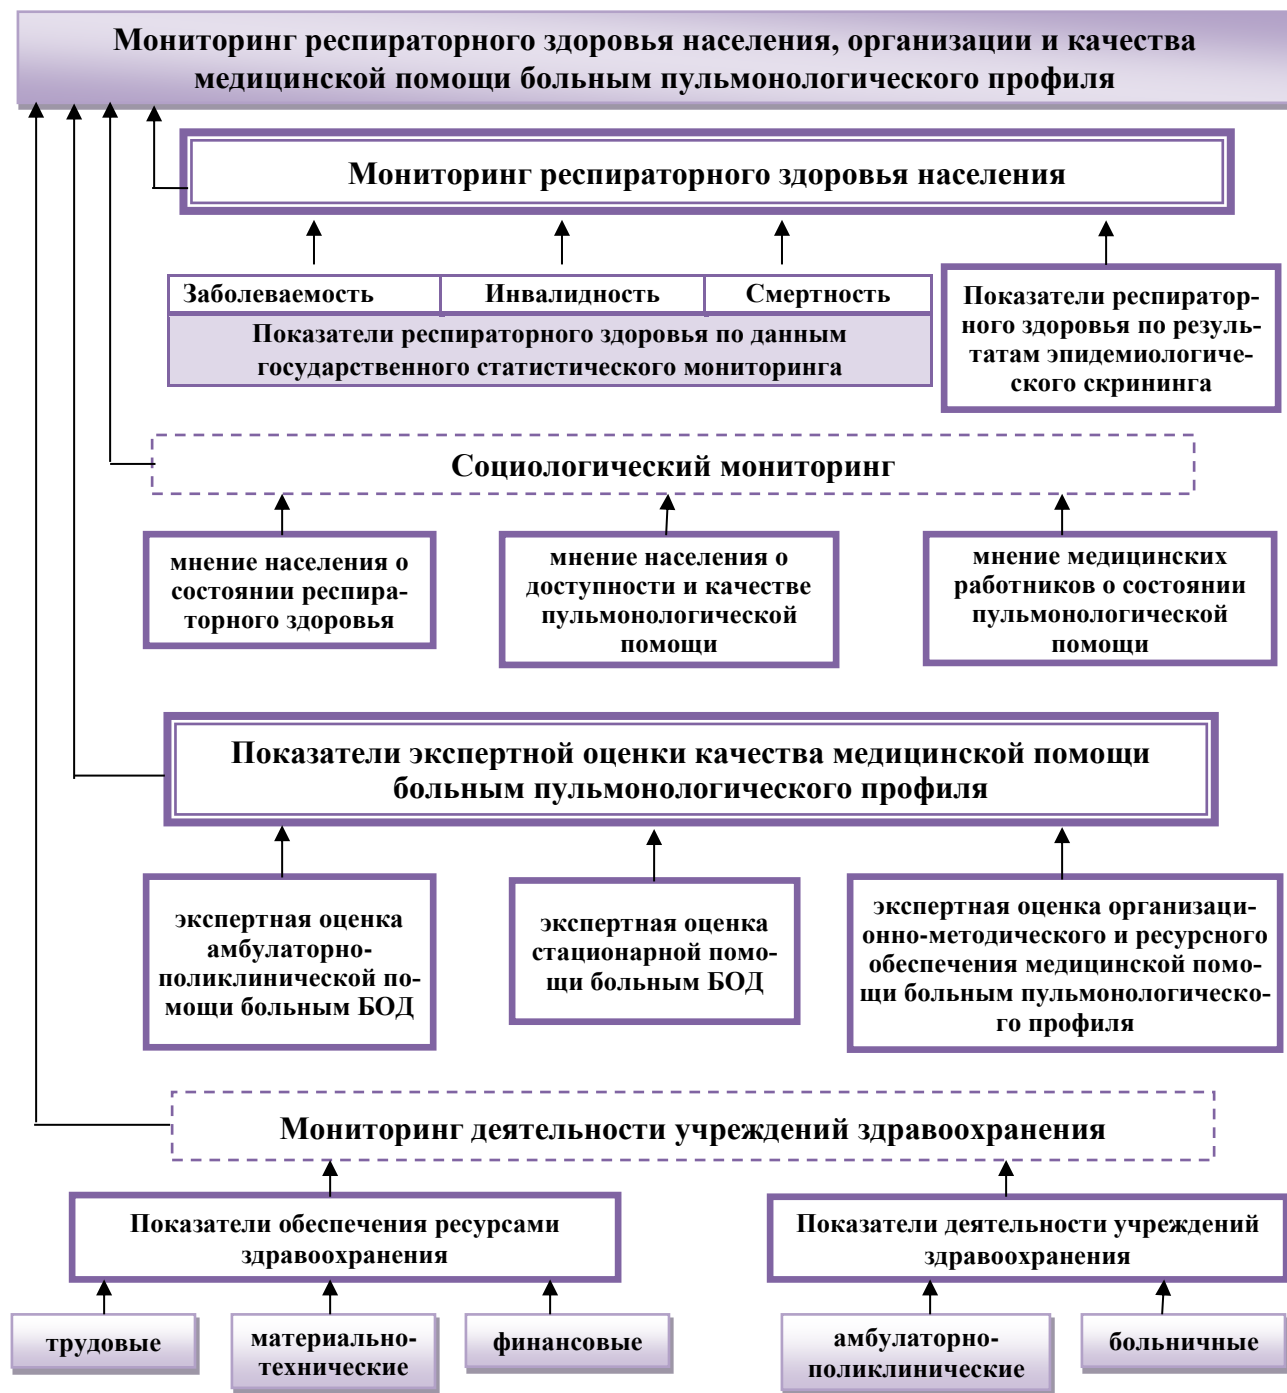 Мониторинг респираторного здоровья населения, организации и качества
медицинской помощи больным пульмонологического профиля
Мониторинг респираторного здоровья населения
Заболеваемость
Инвалидность
Смертность
Показатели респираторного здоровья по данным
государственного статистического мониторинга
Показатели респиратор-
ного здоровья по резуль-
татам эпидемиологиче-
ского скрининга
Социологический мониторинг
мнение населения о
состоянии респира-
торного здоровья
мнение населения о
доступности и качестве
пульмонологической
помощи
мнение медицинских
работников о состоянии
пульмонологической
помощи
Показатели экспертной оценки качества медицинской помощи
больным пульмонологического профиля
экспертная оценка
амбулаторно-
поликлинической по-
мощи больным БОД
экспертная оценка
стационарной помо-
щи больным БОД
экспертная оценка организаци-
онно-методического и ресурсного
обеспечения медицинской помо-
щи больным пульмонологическо-
го профиля
Мониторинг деятельности учреждений здравоохранения
Показатели обеспечения ресурсами
здравоохранения
Показатели деятельности учреждений
здравоохранения
трудовые
материально-
технические
финансовые
амбулаторно-
поликлинические
больничные